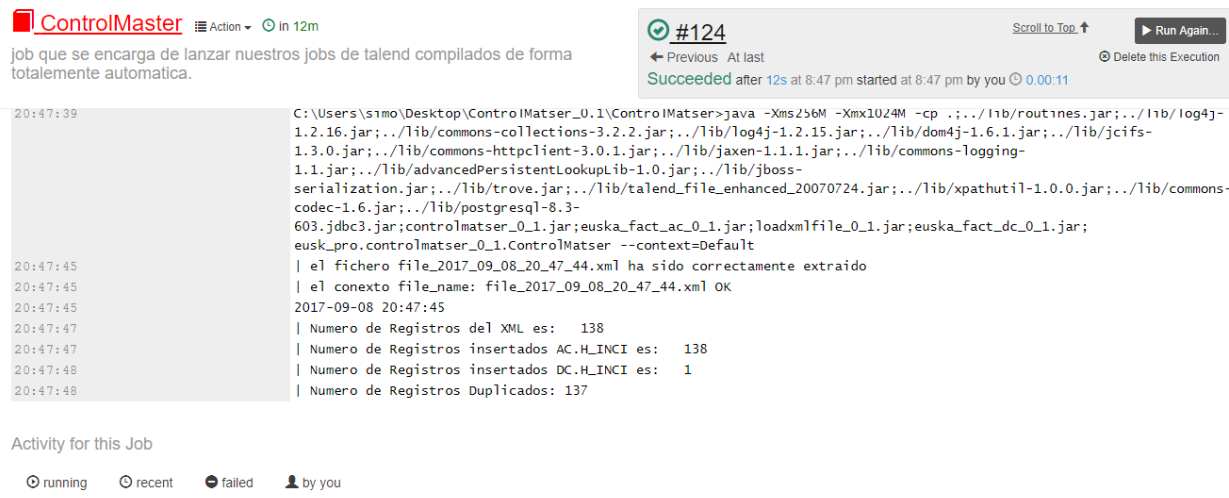 ControlMaster Action in 12m
job que se encarga de lanzar nuestros jobs de talend compilados de forma
totalemente automatica.
#124 Scroll to Top Run Again...
Previous At last Delete this Execution
Succeeded after 12s at 8:47 pm started at 8:47 pm by you 0.00:11
20:47:39 C:\Users\simo\Desktop\ControlMatser_0.1\ControlMatser>java -Xms256M -Xmx1024M -cp .;../lib/routines.jar;../lib/log4j-
1.2.16.jar;../lib/commons-collections-3.2.2.jar;../lib/log4j-1.2.15.jar;../lib/dom4j-1.6.1.jar;../lib/jcifs-
1.3.0.jar;../lib/commons-httpclient-3.0.1.jar;../lib/jaxen-1.1.1.jar;../lib/commons-logging-
1.1.jar;../lib/advancedPersistentLookupLib-1.0.jar;../lib/jboss-
serialization.jar;../lib/trove.jar;../lib/talend_file_enhanced_20070724.jar;../lib/xpathutil-1.0.0.jar;../lib/commons-
codec-1.6.jar;../lib/postgresql-8.3-
603.jdbc3.jar;controlmatser_0_1.jar;euska_fact_ac_0_1.jar;loadxmlfile_0_1.jar;euska_fact_dc_0_1.jar;
eusk_pro.controlmatser_0_1.ControlMatser --context=Default
20:47:45 | el fichero file_2017_09_08_20_47_44.xml ha sido correctamente extraido
20:47:45 | el conexto file_name: file_2017_09_08_20_47_44.xml OK
20:47:45 2017-09-08 20:47:45
20:47:47 | Numero de Registros del XML es: 138
20:47:47 | Numero de Registros insertados AC.H_INCI es: 138
20:47:48 | Numero de Registros insertados DC.H_INCI es: 1
20:47:48 | Numero de Registros Duplicados: 137
Activity for this Job
running recent failed by you